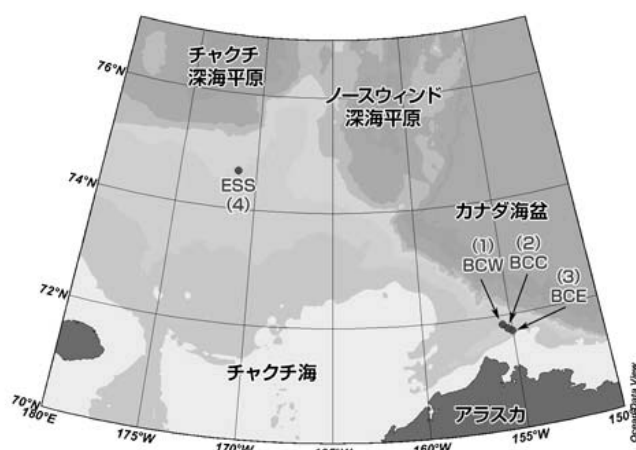 76°N
チャクチ
深海平原
ノースウィンド
深海平原
74°N
ESS
(4)
カナダ海盆
(1)
BCW
(2)
BCC
(3)
BCE
72°N
チャクチ海
アラスカ
70°N
180°E
175°W
170°W
160°W
155°W
Ocean Data View